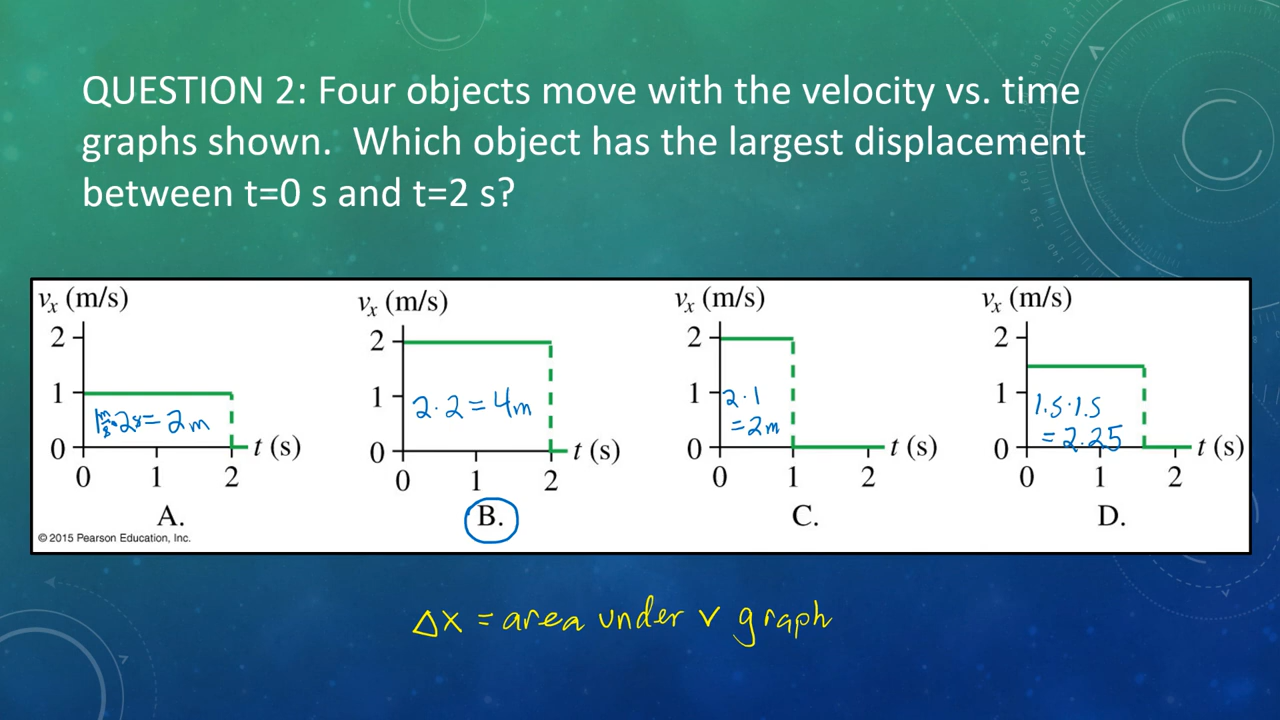 QUESTION 2: Four objects move with the velocity vs. time
graphs shown.  Which object has the largest displacement
between t=0 s and t=2 s?
vₓ (m/s)
2
1
0
1 m/s · 2s = 2m
t (s)
0 1 2
A.
© 2015 Pearson Education, Inc.
vₓ (m/s)
2
1
0
2·2 = 4m
t (s)
0 1 2
B.
vₓ (m/s)
2
1
0
2·1
= 2m
t (s)
0 1 2
C.
vₓ (m/s)
2
1
0
1.5·1.5
= 2.25
t (s)
0 1 2
D.
Δx = area under v graph